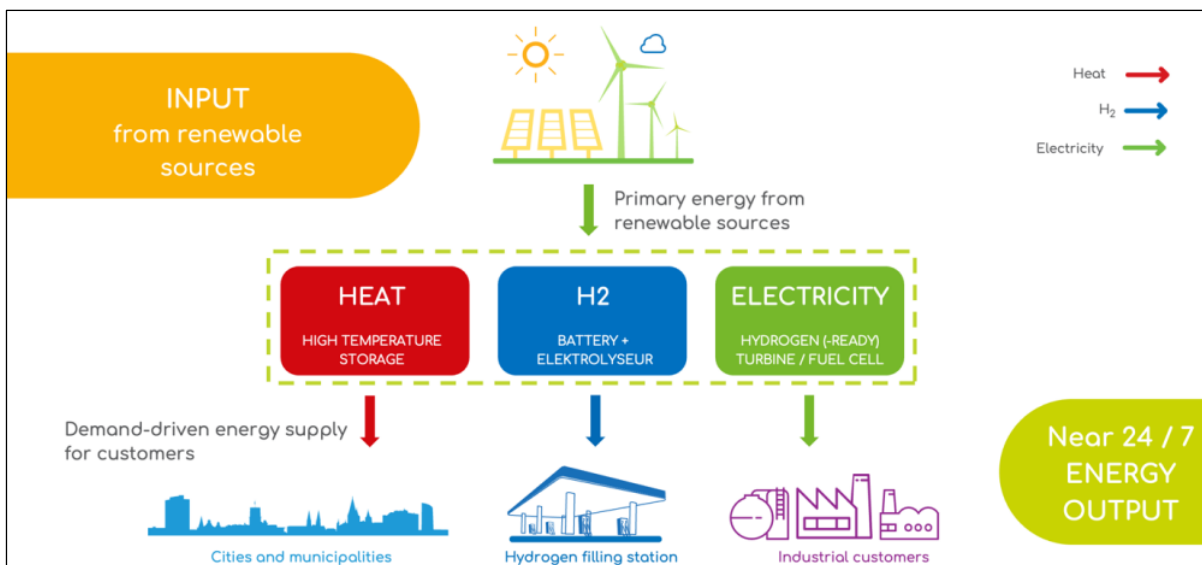 INPUT
from renewable
sources
Heat
H₂
Electricity
Primary energy from
renewable sources
HEAT
HIGH TEMPERATURE
STORAGE
H2
BATTERY +
ELEKTROLYSEUR
ELECTRICITY
HYDROGEN (-READY)
TURBINE / FUEL CELL
Demand-driven energy supply
for customers
Near 24 / 7
ENERGY
OUTPUT
Cities and municipalities
Hydrogen filling station
Industrial customers